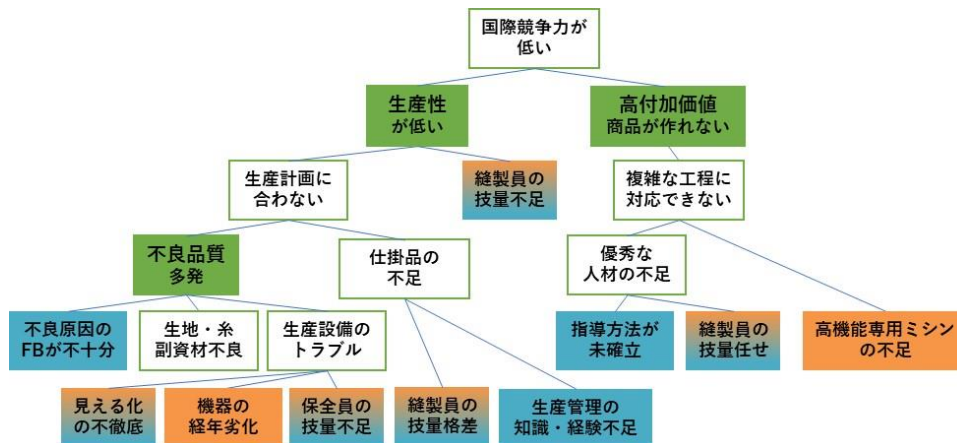 国際競争力が
低い
生産性
が低い
高付加価値
商品が作れない
生産計画に
合わない
縫製員の
技量不足
複雑な工程に
対応できない
不良品質
多発
仕掛品の
不足
優秀な
人材の不足
不良原因の
FBが不十分
生地・糸
副資材不良
生産設備の
トラブル
指導方法が
未確立
縫製員の
技量任せ
高機能専用ミシン
の不足
見える化
の不徹底
機器の
経年劣化
保全員の
技量不足
縫製員の
技量格差
生産管理の
知識・経験不足